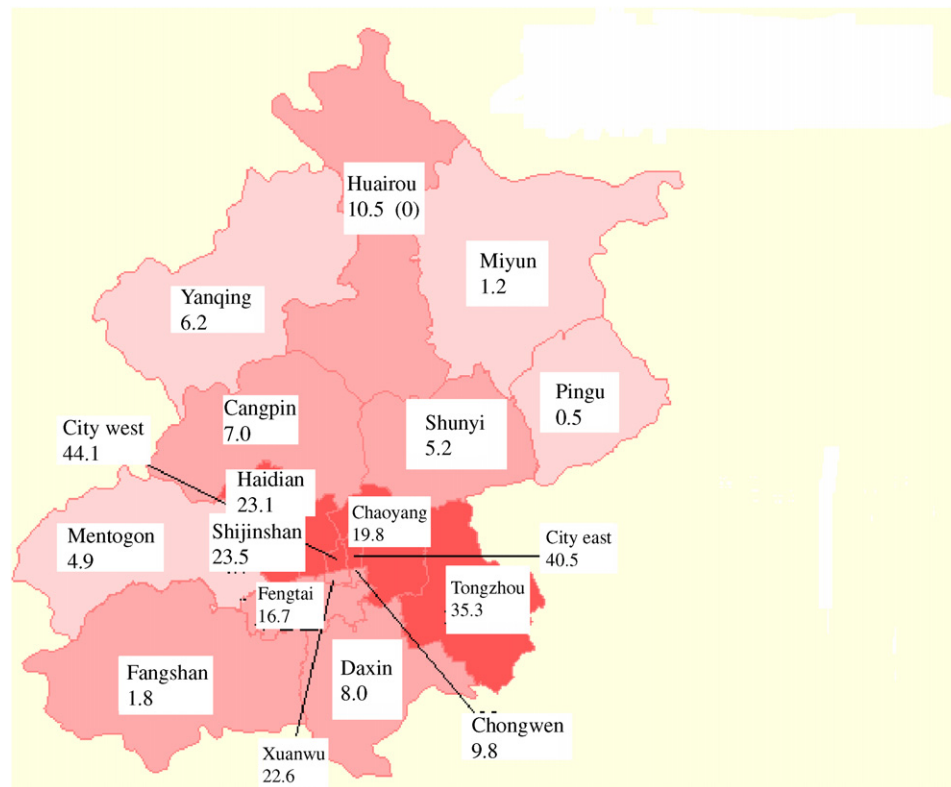 Huairou
10.5 (0)
Miyun
1.2
Yanqing
6.2
Pingu
0.5
Cangpin
7.0
Shunyi
5.2
City west
44.1
Haidian
23.1
Chaoyang
19.8
Mentogon
4.9
Shijinshan
23.5
City east
40.5
Fengtai
16.7
Tongzhou
35.3
Fangshan
1.8
Daxin
8.0
Chongwen
9.8
Xuanwu
22.6